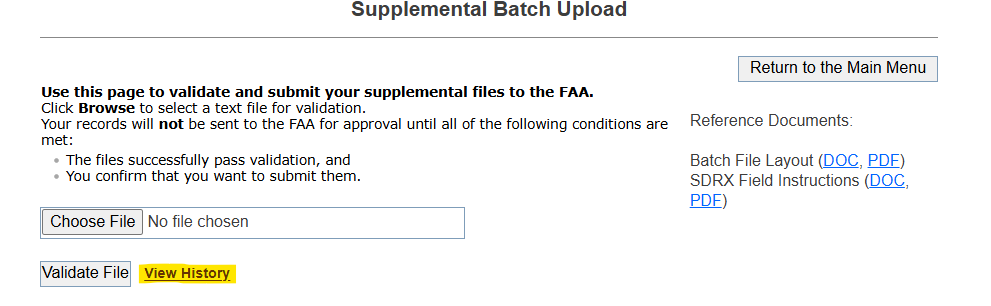 Supplemental Batch Upload
Return to the Main Menu
Use this page to validate and submit your supplemental files to the FAA.
Click Browse to select a text file for validation.
Your records will not be sent to the FAA for approval until all of the following conditions are
met:
• The files successfully pass validation, and
• You confirm that you want to submit them.
Reference Documents:
Batch File Layout (DOC, PDF)
SDRX Field Instructions (DOC,
PDF)
Choose File No file chosen
Validate File View History